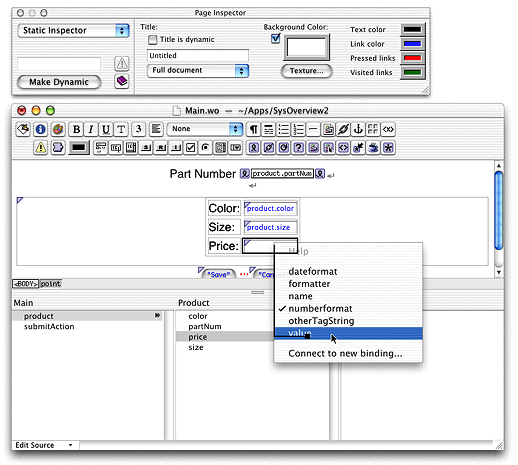 Page Inspector
Static Inspector
Make Dynamic
Title:
Title is dynamic
Untitled
Full document
Background Color:
Texture...
Text color
Link color
Pressed links
Visited links
Main.wo — ~/Apps/SysOverview2
B I U T 3 None
Part Number product.partNum
Color: product.color
Size: product.size
Price:
"Save" "Can
Help
dateformat
formatter
name
numberformat
otherTagString
value
Connect to new binding...
<BODY> point
Main
product
submitAction
Product
color
partNum
price
size
Edit Source